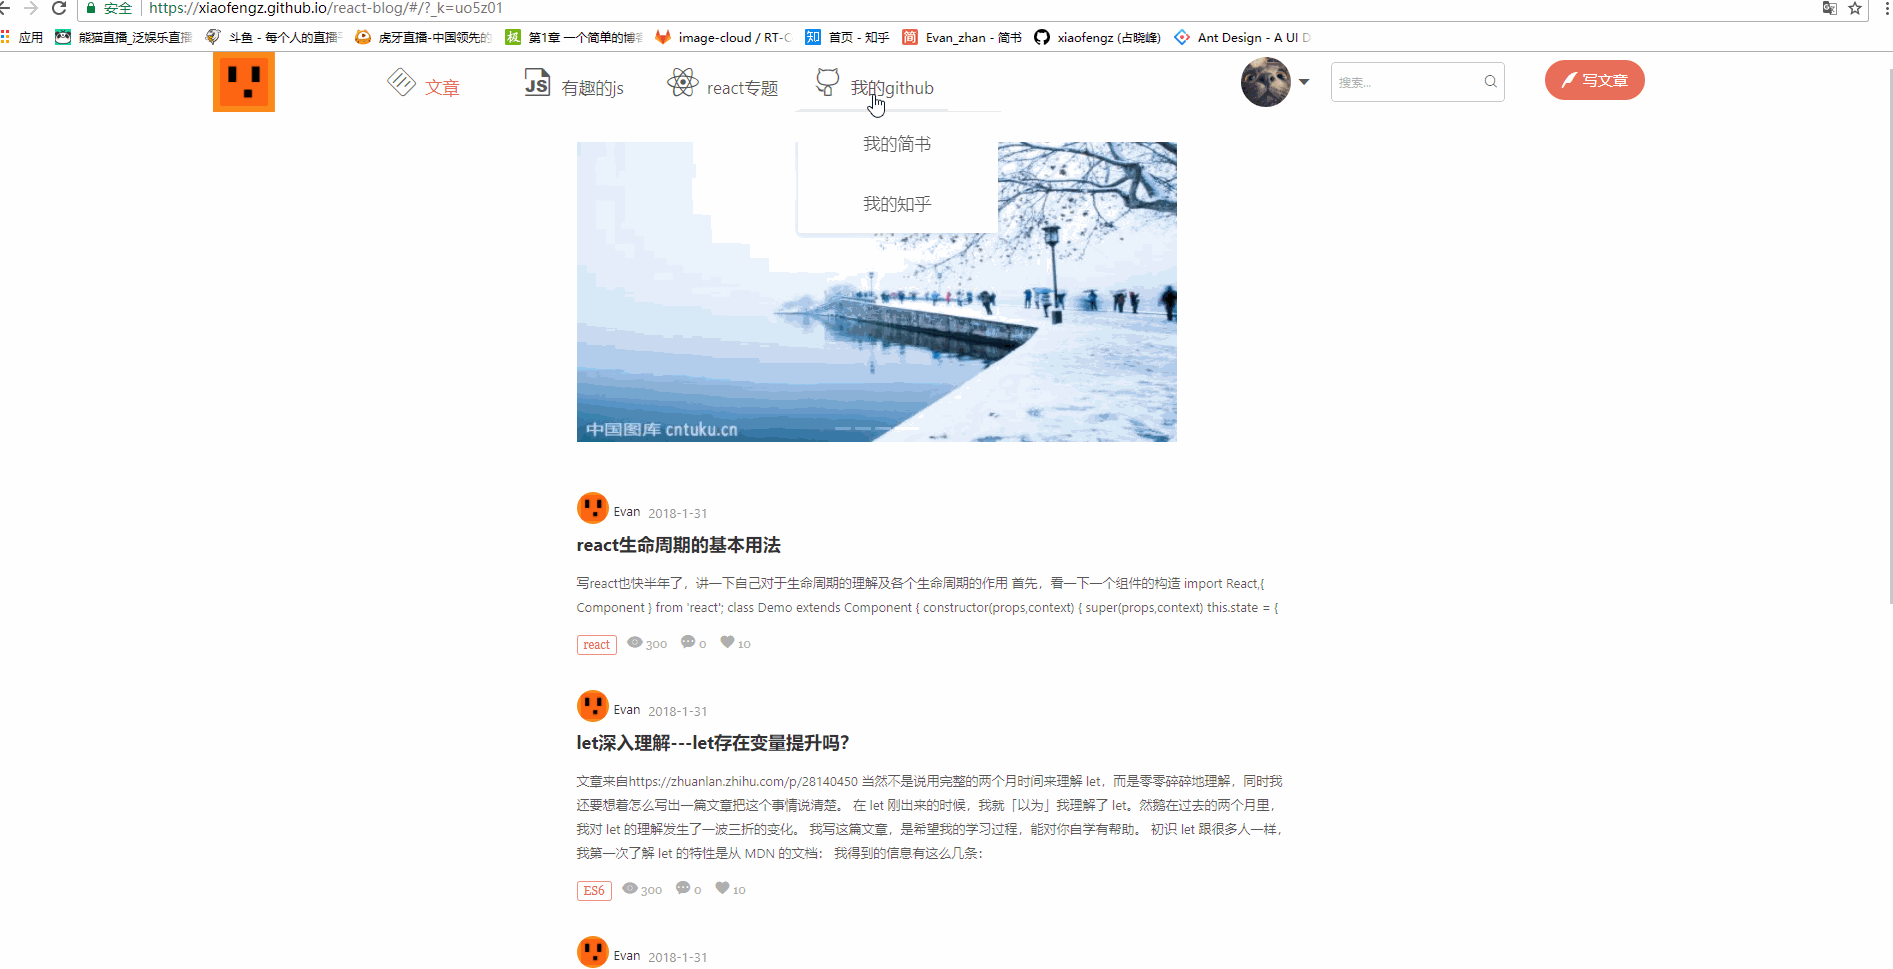 安全 https://xiaofengz.github.io/react-blog/#/?_k=uo5z01
应用 熊猫直播_泛娱乐直播 斗鱼 - 每个人的直播 虎牙直播-中国领先的 第1章 一个简单的博客 image-cloud / RT-C 知 首页 - 知乎 简 Evan_zhan - 简书 xiaofengz (占晓峰) Ant Design - A UI D
文章 JS 有趣的js react专题 我的github 搜索... 写文章
我的简书
我的知乎
中国图库 cntuku.cn
Evan 2018-1-31
react生命周期的基本用法
写react也快半年了，讲一下自己对于生命周期的理解及各个生命周期的作用 首先，看一下一个组件的构造 import React,{
Component } from 'react'; class Demo extends Component { constructor(props,context) { super(props,context) this.state = {
react 300 0 10
Evan 2018-1-31
let深入理解---let存在变量提升吗?
文章来自https://zhuanlan.zhihu.com/p/28140450 当然不是说用完整的两个月时间来理解 let，而是零零碎碎地理解，同时我
还要想着怎么写出一篇文章把这个事情说清楚。 在 let 刚出来的时候，我就「以为」我理解了 let。然鹅在过去的两个月里，
我对 let 的理解发生了一波三折的变化。 我写这篇文章，是希望我的学习过程，能对你自学有帮助。 初识 let 跟很多人一样，
我第一次了解 let 的特性是从 MDN 的文档： 我得到的信息有这么几条：
ES6 300 0 10
Evan 2018-1-31